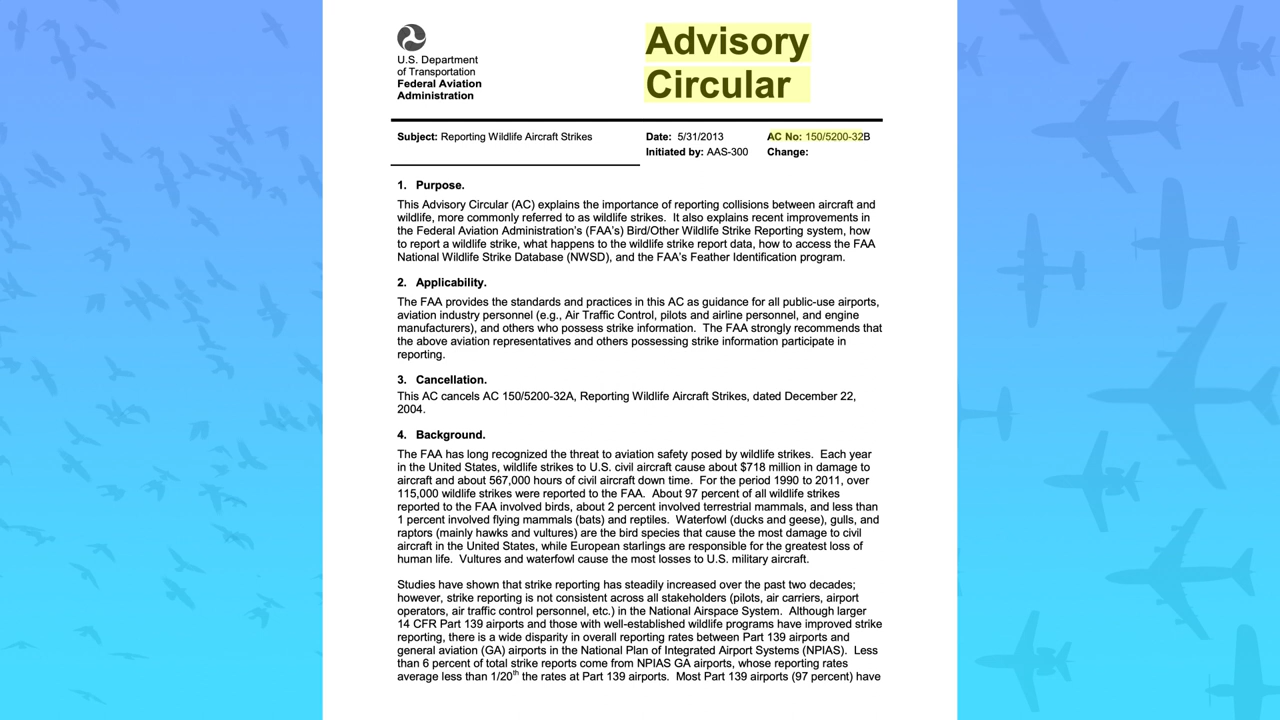 U.S. Department
of Transportation
Federal Aviation
Administration
Advisory
Circular
Subject: Reporting Wildlife Aircraft Strikes
Date: 5/31/2013
AC No: 150/5200-32B
Initiated by: AAS-300
Change:
1. Purpose.
This Advisory Circular (AC) explains the importance of reporting collisions between aircraft and
wildlife, more commonly referred to as wildlife strikes. It also explains recent improvements in
the Federal Aviation Administration's (FAA's) Bird/Other Wildlife Strike Reporting system, how
to report a wildlife strike, what happens to the wildlife strike report data, how to access the FAA
National Wildlife Strike Database (NWSD), and the FAA's Feather Identification program.
2. Applicability.
The FAA provides the standards and practices in this AC as guidance for all public-use airports,
aviation industry personnel (e.g., Air Traffic Control, pilots and airline personnel, and engine
manufacturers), and others who possess strike information. The FAA strongly recommends that
the above aviation representatives and others possessing strike information participate in
reporting.
3. Cancellation.
This AC cancels AC 150/5200-32A, Reporting Wildlife Aircraft Strikes, dated December 22,
2004.
4. Background.
The FAA has long recognized the threat to aviation safety posed by wildlife strikes. Each year
in the United States, wildlife strikes to U.S. civil aircraft cause about $718 million in damage to
aircraft and about 567,000 hours of civil aircraft down time. For the period 1990 to 2011, over
115,000 wildlife strikes were reported to the FAA. About 97 percent of all wildlife strikes
reported to the FAA involved birds, about 2 percent involved terrestrial mammals, and less than
1 percent involved flying mammals (bats) and reptiles. Waterfowl (ducks and geese), gulls, and
raptors (mainly hawks and vultures) are the bird species that cause the most damage to civil
aircraft in the United States, while European starlings are responsible for the greatest loss of
human life. Vultures and waterfowl cause the most losses to U.S. military aircraft.
Studies have shown that strike reporting has steadily increased over the past two decades;
however, strike reporting is not consistent across all stakeholders (pilots, air carriers, airport
operators, air traffic control personnel, etc.) in the National Airspace System. Although larger
14 CFR Part 139 airports and those with well-established wildlife programs have improved strike
reporting, there is a wide disparity in overall reporting rates between Part 139 airports and
general aviation (GA) airports in the National Plan of Integrated Airport Systems (NPIAS). Less
than 6 percent of total strike reports come from NPIAS GA airports, whose reporting rates
average less than 1/20th the rates at Part 139 airports. Most Part 139 airports (97 percent) have